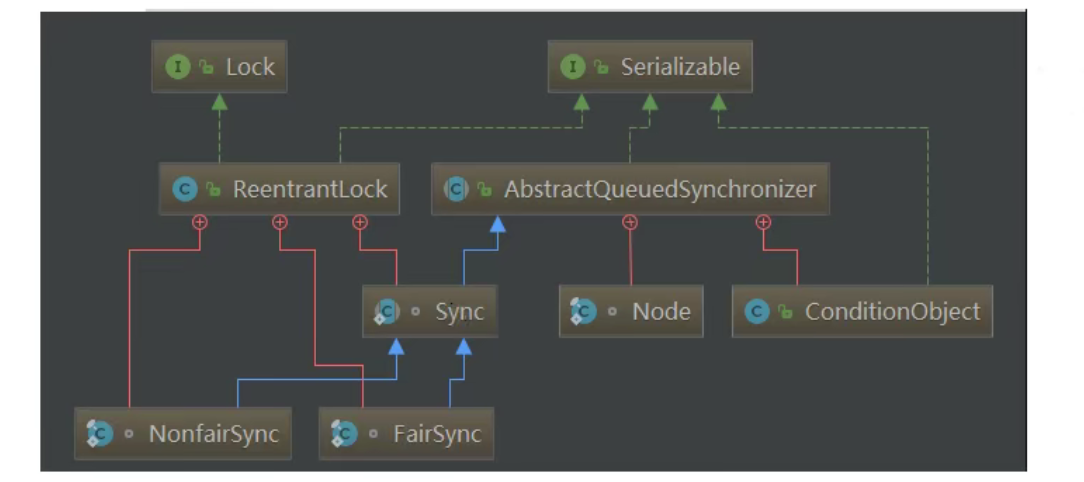 Lock
Serializable
ReentrantLock
AbstractQueuedSynchronizer
Sync
Node
ConditionObject
NonfairSync
FairSync